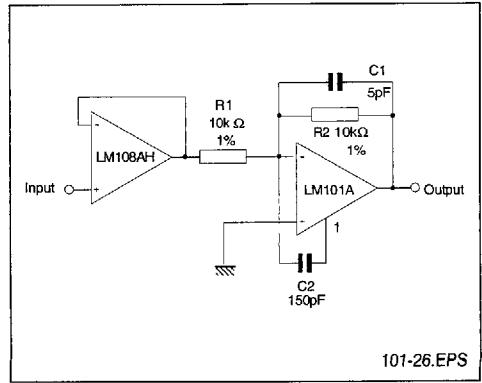 C1
5pF
R1
10k Ω
1%
R2 10kΩ
1%
-
-
LM108AH
LM101A
Input
+
Output
+
1
C2
150pF
101-26.EPS